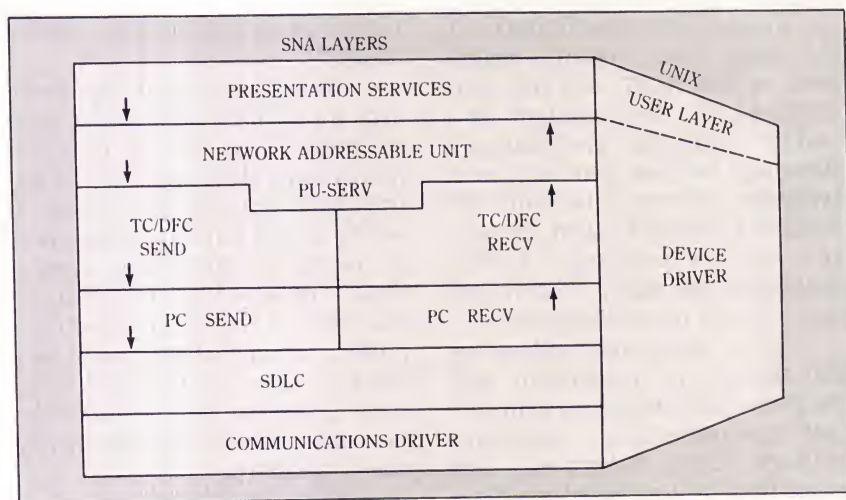 SNA LAYERS
UNIX
PRESENTATION SERVICES
USER LAYER
NETWORK ADDRESSABLE UNIT
PU-SERV
TC/DFC
SEND
TC/DFC
RECV
DEVICE
DRIVER
PC SEND
PC RECV
SDLC
COMMUNICATIONS DRIVER